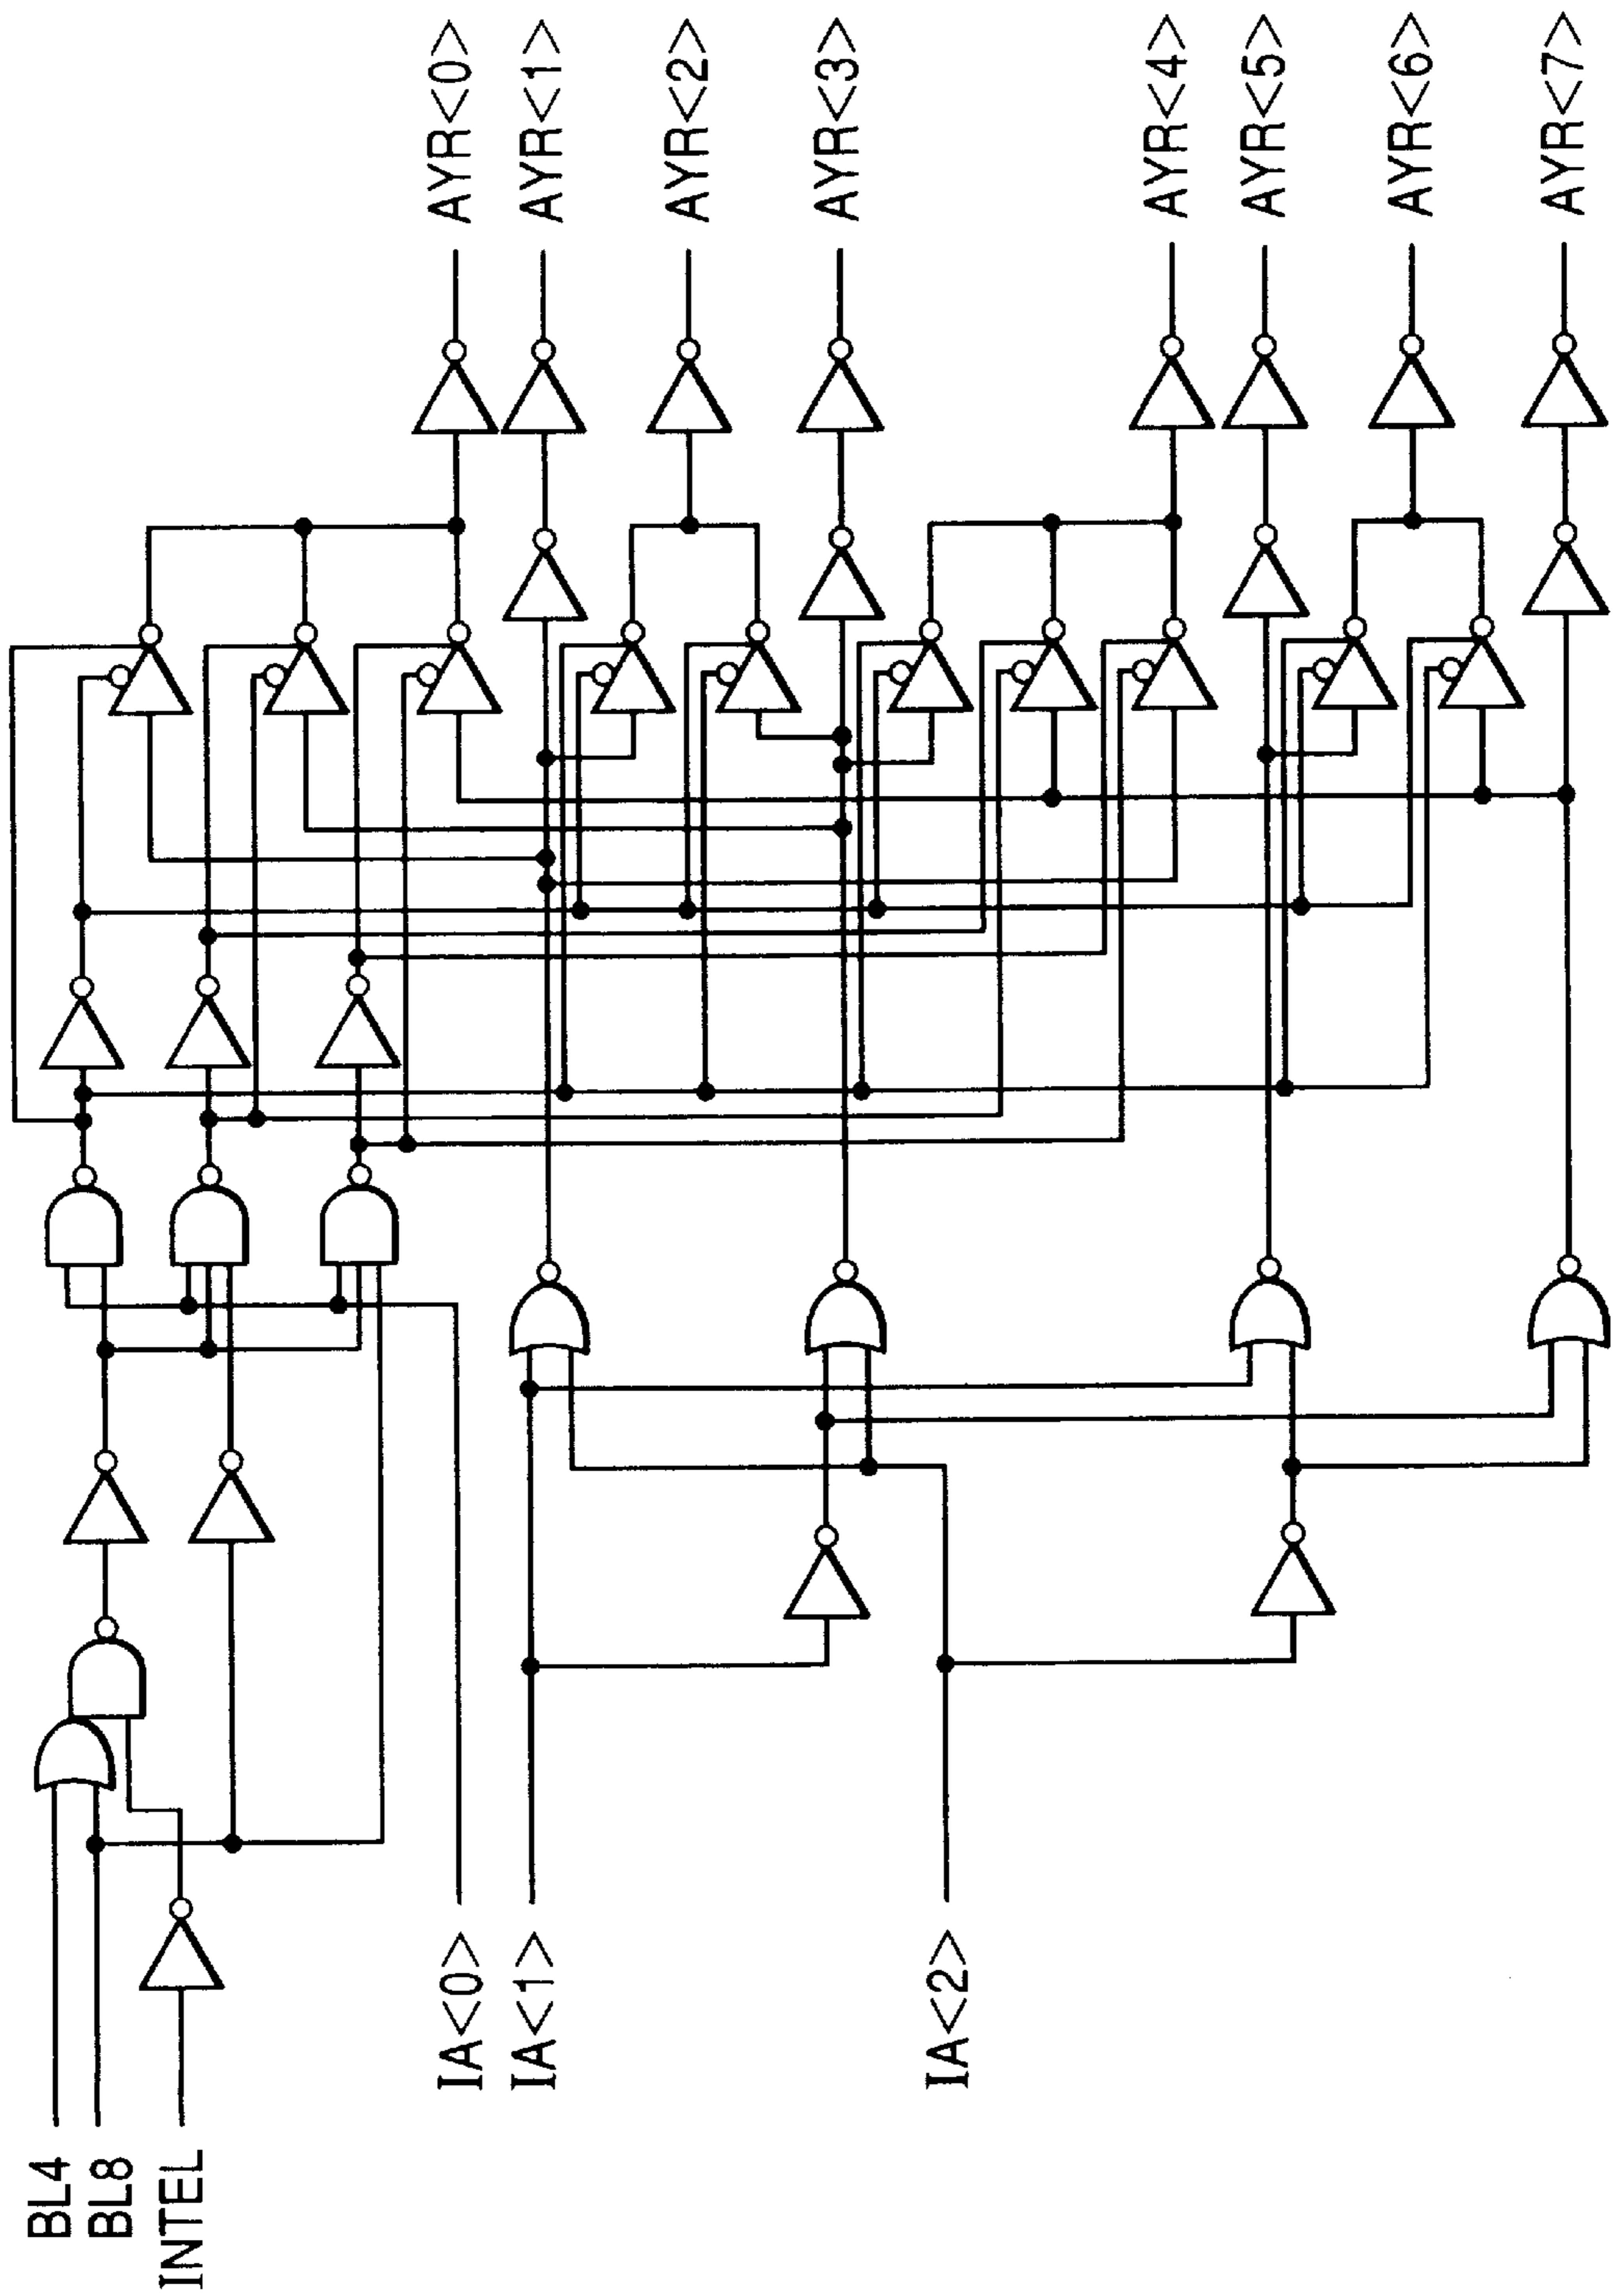 BL4
BL8
INTEL
IA<0>
IA<1>
IA<2>
AYR<0>
AYR<1>
AYR<2>
AYR<3>
AYR<4>
AYR<5>
AYR<6>
AYR<7>